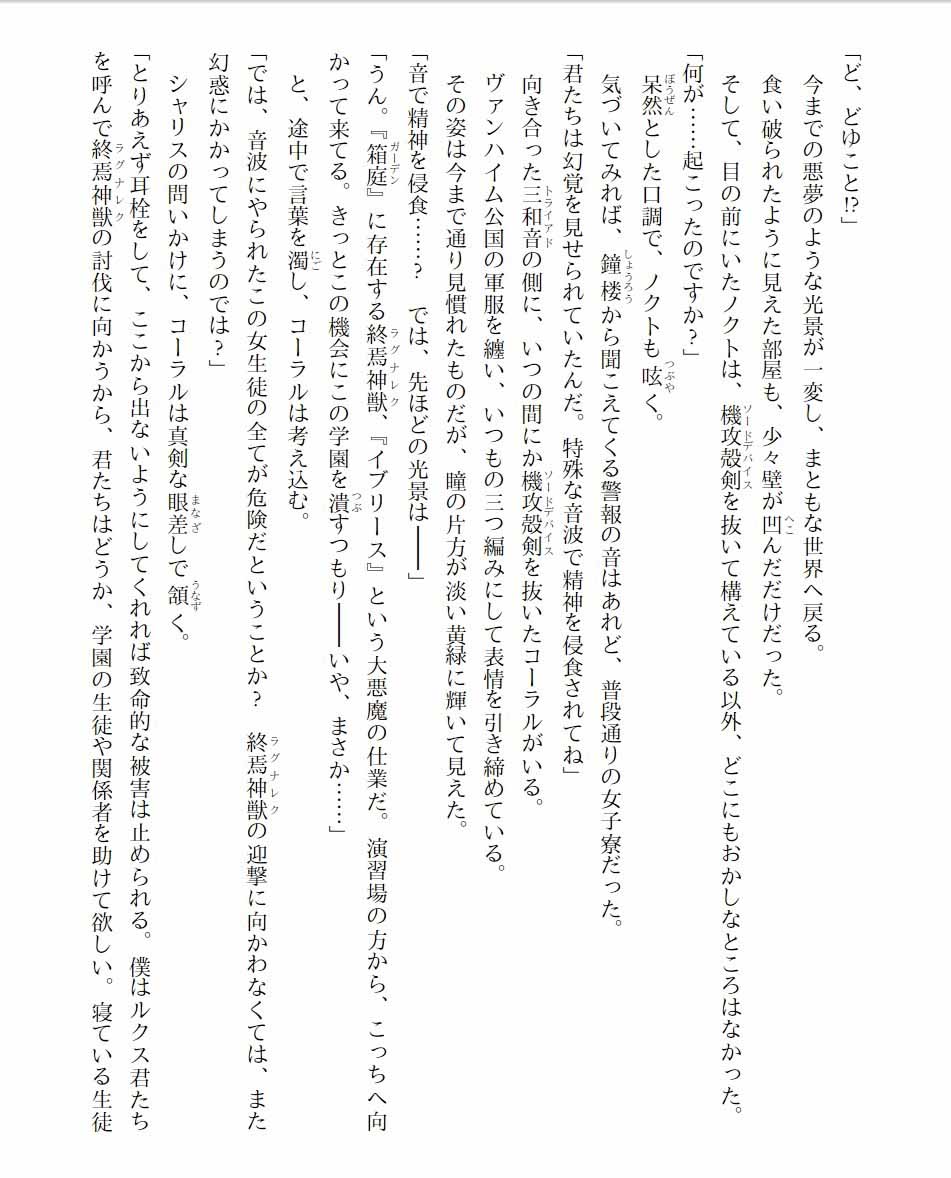 「ど、どゆこと!?」
今までの悪夢のような光景が一変し、まともな世界へ戻る。
食い破られたように見えた部屋も、少々壁が凹んだだけだった。
そして、目の前にいたノクトは、機攻殻剣を抜いて構えている以外、どこにもおかしなところはなかった。
「何が……起こったのですか?」
呆然とした口調で、ノクトも呟く。
気づいてみれば、鐘楼から聞こえてくる警報の音はあれど、普段通りの女子寮だった。
「君たちは幻覚を見せられていたんだ。特殊な音波で精神を侵食されてね」
向き合った三和音の側に、いつの間にか機攻殻剣を抜いたコーラルがいる。
ヴァンハイム公国の軍服を纏い、いつもの三つ編みにして表情を引き締めている。
その姿は今まで通り見慣れたものだが、瞳の片方が淡い黄緑に輝いて見えた。
「音で精神を侵食……? では、先ほどの光景は――」
「うん。『箱庭』に存在する終焉神獣、『イブリース』という大悪魔の仕業だ。演習場の方から、こっちへ向
かって来てる。きっとこの機会にこの学園を潰すつもり――いや、まさか……」
と、途中で言葉を濁し、コーラルは考え込む。
「では、音波にやられたこの女生徒の全てが危険だということか? 終焉神獣の迎撃に向かわなくては、また
幻惑にかかってしまうのでは?」
シャリスの問いかけに、コーラルは真剣な眼差しで頷く。
「とりあえず耳栓をして、ここから出ないようにしてくれれば致命的な被害は止められる。僕はルクス君たち
を呼んで終焉神獣の討伐に向かうから、君たちはどうか、学園の生徒や関係者を助けて欲しい。寝ている生徒